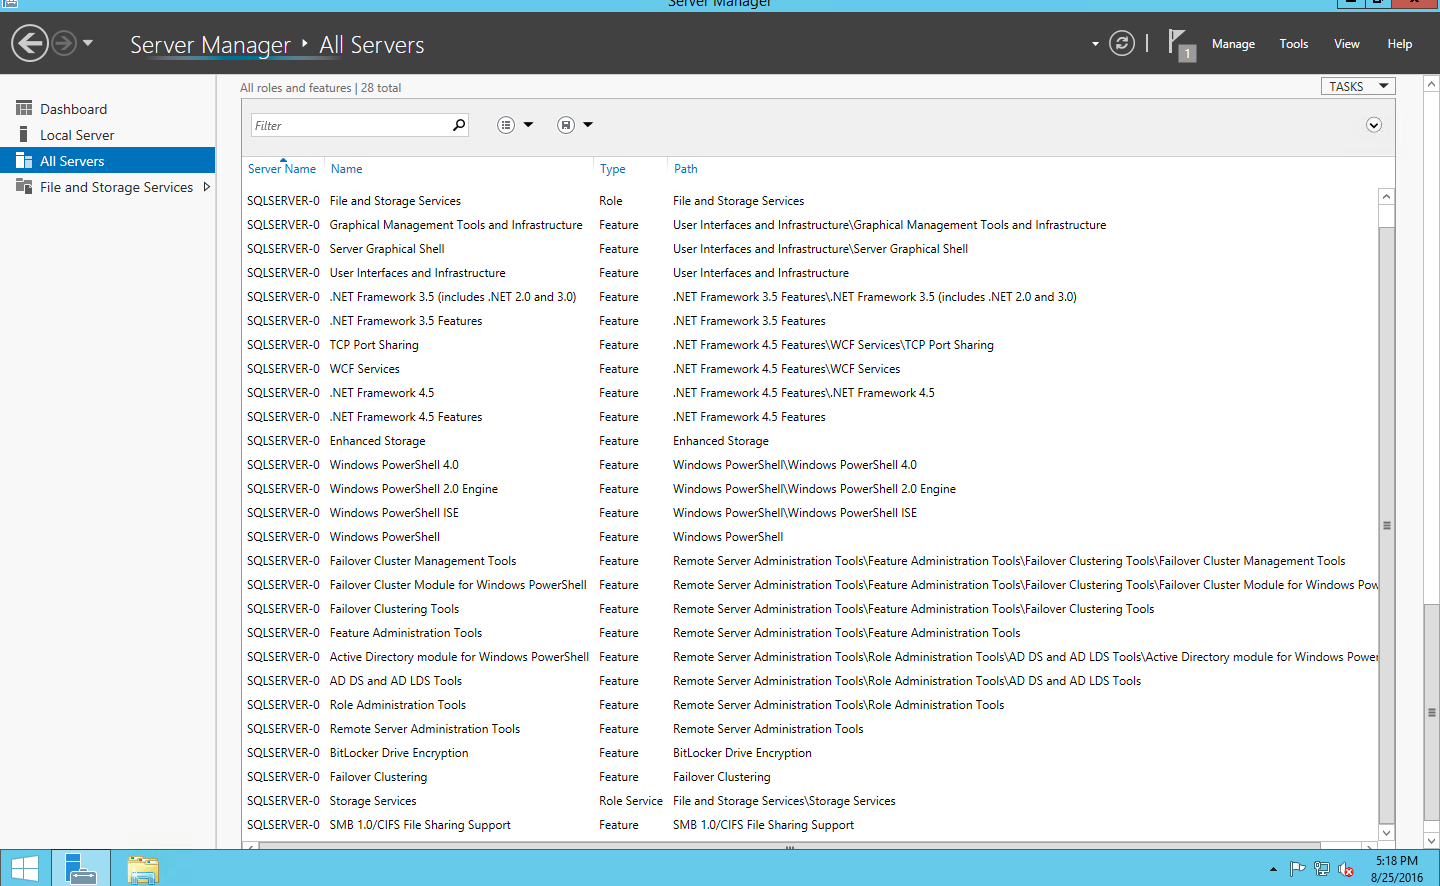 Server Manager
Server Manager ‣ All Servers
1
Manage Tools View Help
Dashboard
Local Server
All Servers
File and Storage Services
All roles and features | 28 total
TASKS
Filter
Server Name Name Type Path
SQLSERVER-0 File and Storage Services Role File and Storage Services
SQLSERVER-0 Graphical Management Tools and Infrastructure Feature User Interfaces and Infrastructure\Graphical Management Tools and Infrastructure
SQLSERVER-0 Server Graphical Shell Feature User Interfaces and Infrastructure\Server Graphical Shell
SQLSERVER-0 User Interfaces and Infrastructure Feature User Interfaces and Infrastructure
SQLSERVER-0 .NET Framework 3.5 (includes .NET 2.0 and 3.0) Feature .NET Framework 3.5 Features\.NET Framework 3.5 (includes .NET 2.0 and 3.0)
SQLSERVER-0 .NET Framework 3.5 Features Feature .NET Framework 3.5 Features
SQLSERVER-0 TCP Port Sharing Feature .NET Framework 4.5 Features\WCF Services\TCP Port Sharing
SQLSERVER-0 WCF Services Feature .NET Framework 4.5 Features\WCF Services
SQLSERVER-0 .NET Framework 4.5 Feature .NET Framework 4.5 Features\.NET Framework 4.5
SQLSERVER-0 .NET Framework 4.5 Features Feature .NET Framework 4.5 Features
SQLSERVER-0 Enhanced Storage Feature Enhanced Storage
SQLSERVER-0 Windows PowerShell 4.0 Feature Windows PowerShell\Windows PowerShell 4.0
SQLSERVER-0 Windows PowerShell 2.0 Engine Feature Windows PowerShell\Windows PowerShell 2.0 Engine
SQLSERVER-0 Windows PowerShell ISE Feature Windows PowerShell\Windows PowerShell ISE
SQLSERVER-0 Windows PowerShell Feature Windows PowerShell
SQLSERVER-0 Failover Cluster Management Tools Feature Remote Server Administration Tools\Feature Administration Tools\Failover Clustering Tools\Failover Cluster Management Tools
SQLSERVER-0 Failover Cluster Module for Windows PowerShell Feature Remote Server Administration Tools\Feature Administration Tools\Failover Clustering Tools\Failover Cluster Module for Windows Pow
SQLSERVER-0 Failover Clustering Tools Feature Remote Server Administration Tools\Feature Administration Tools\Failover Clustering Tools
SQLSERVER-0 Feature Administration Tools Feature Remote Server Administration Tools\Feature Administration Tools
SQLSERVER-0 Active Directory module for Windows PowerShell Feature Remote Server Administration Tools\Role Administration Tools\AD DS and AD LDS Tools\Active Directory module for Windows Power
SQLSERVER-0 AD DS and AD LDS Tools Feature Remote Server Administration Tools\Role Administration Tools\AD DS and AD LDS Tools
SQLSERVER-0 Role Administration Tools Feature Remote Server Administration Tools\Role Administration Tools
SQLSERVER-0 Remote Server Administration Tools Feature Remote Server Administration Tools
SQLSERVER-0 BitLocker Drive Encryption Feature BitLocker Drive Encryption
SQLSERVER-0 Failover Clustering Feature Failover Clustering
SQLSERVER-0 Storage Services Role Service File and Storage Services\Storage Services
SQLSERVER-0 SMB 1.0/CIFS File Sharing Support Feature SMB 1.0/CIFS File Sharing Support
5:18 PM
8/25/2016